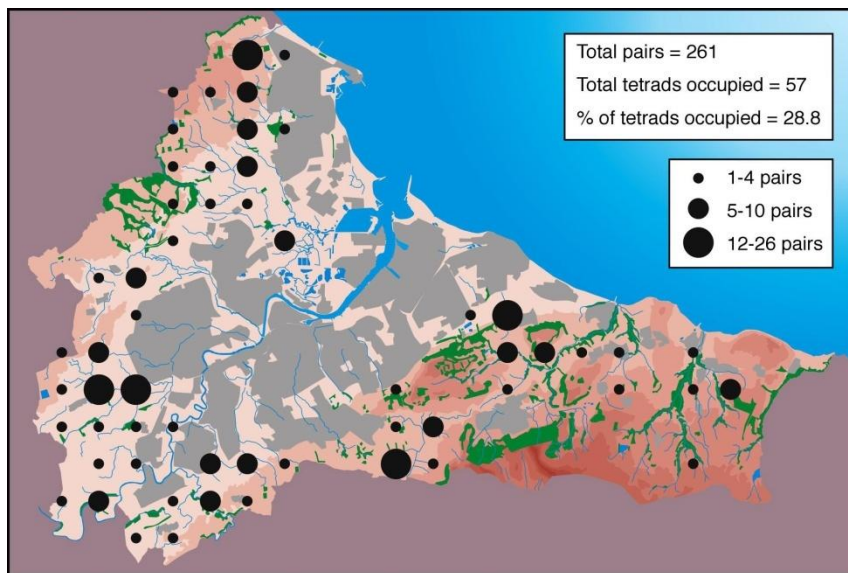 Total pairs = 261
Total tetrads occupied = 57
% of tetrads occupied = 28.8
1-4 pairs
5-10 pairs
12-26 pairs